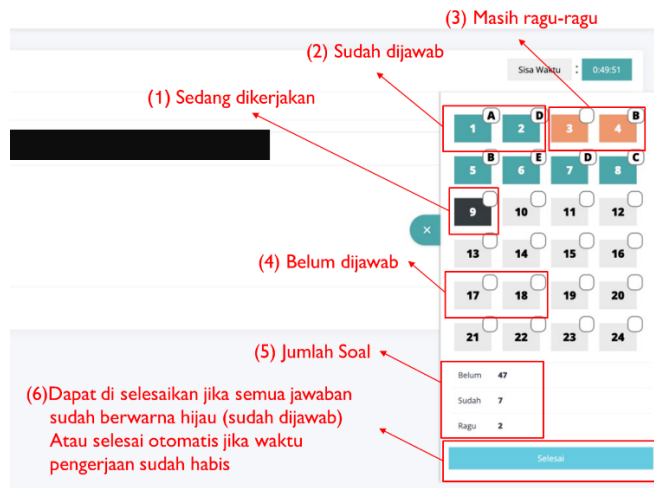 (3) Masih ragu-ragu
(2) Sudah dijawab
Sisa Waktu : 0:49:51
(1) Sedang dikerjakan
A D B
1 2 3 4
B E D C
5 6 7 8
9 10 11 12
×
13 14 15 16
(4) Belum dijawab
17 18 19 20
21 22 23 24
(5) Jumlah Soal
Belum 47
Sudah 7
Ragu 2
(6)Dapat di selesaikan jika semua jawaban
sudah berwarna hijau (sudah dijawab)
Atau selesai otomatis jika waktu
pengerjaan sudah habis
Selesai